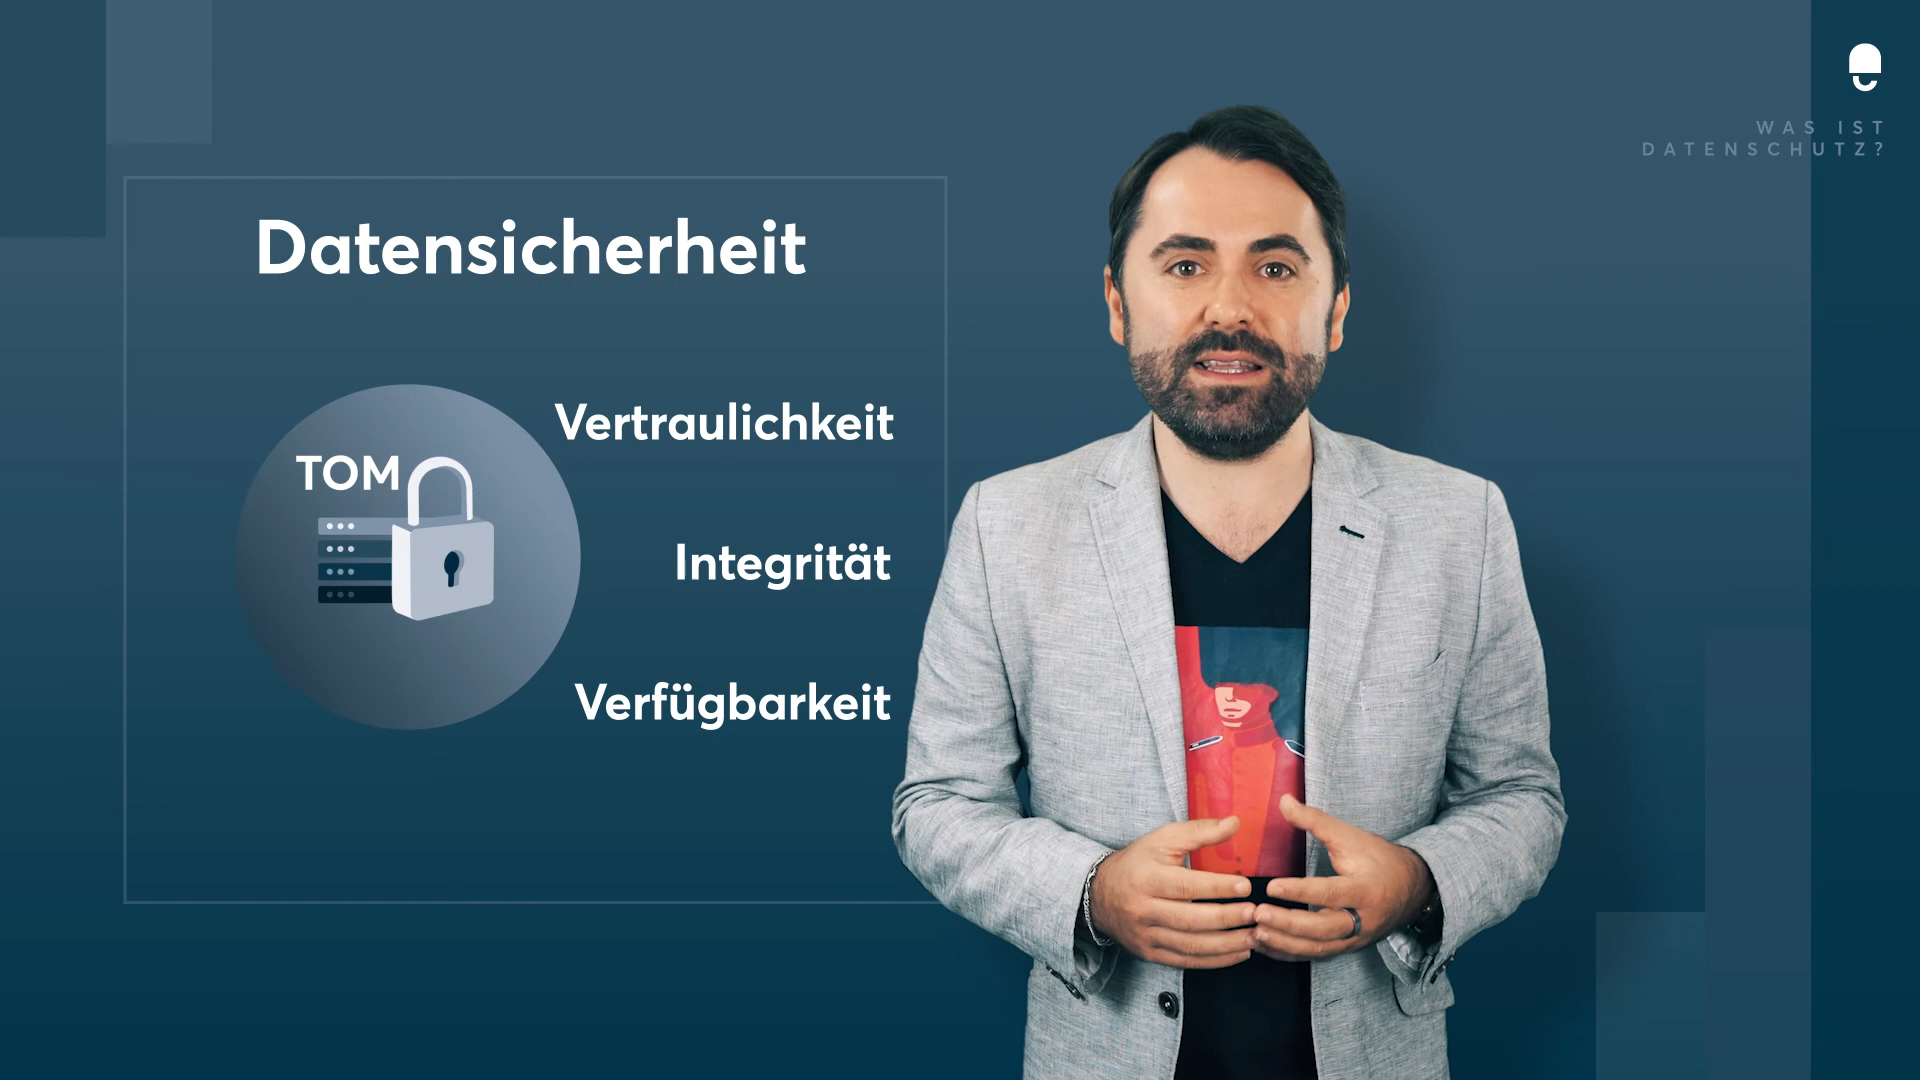 WAS IST
DATENSCHUTZ?
Datensicherheit
TOM
Vertraulichkeit
Integrität
Verfügbarkeit